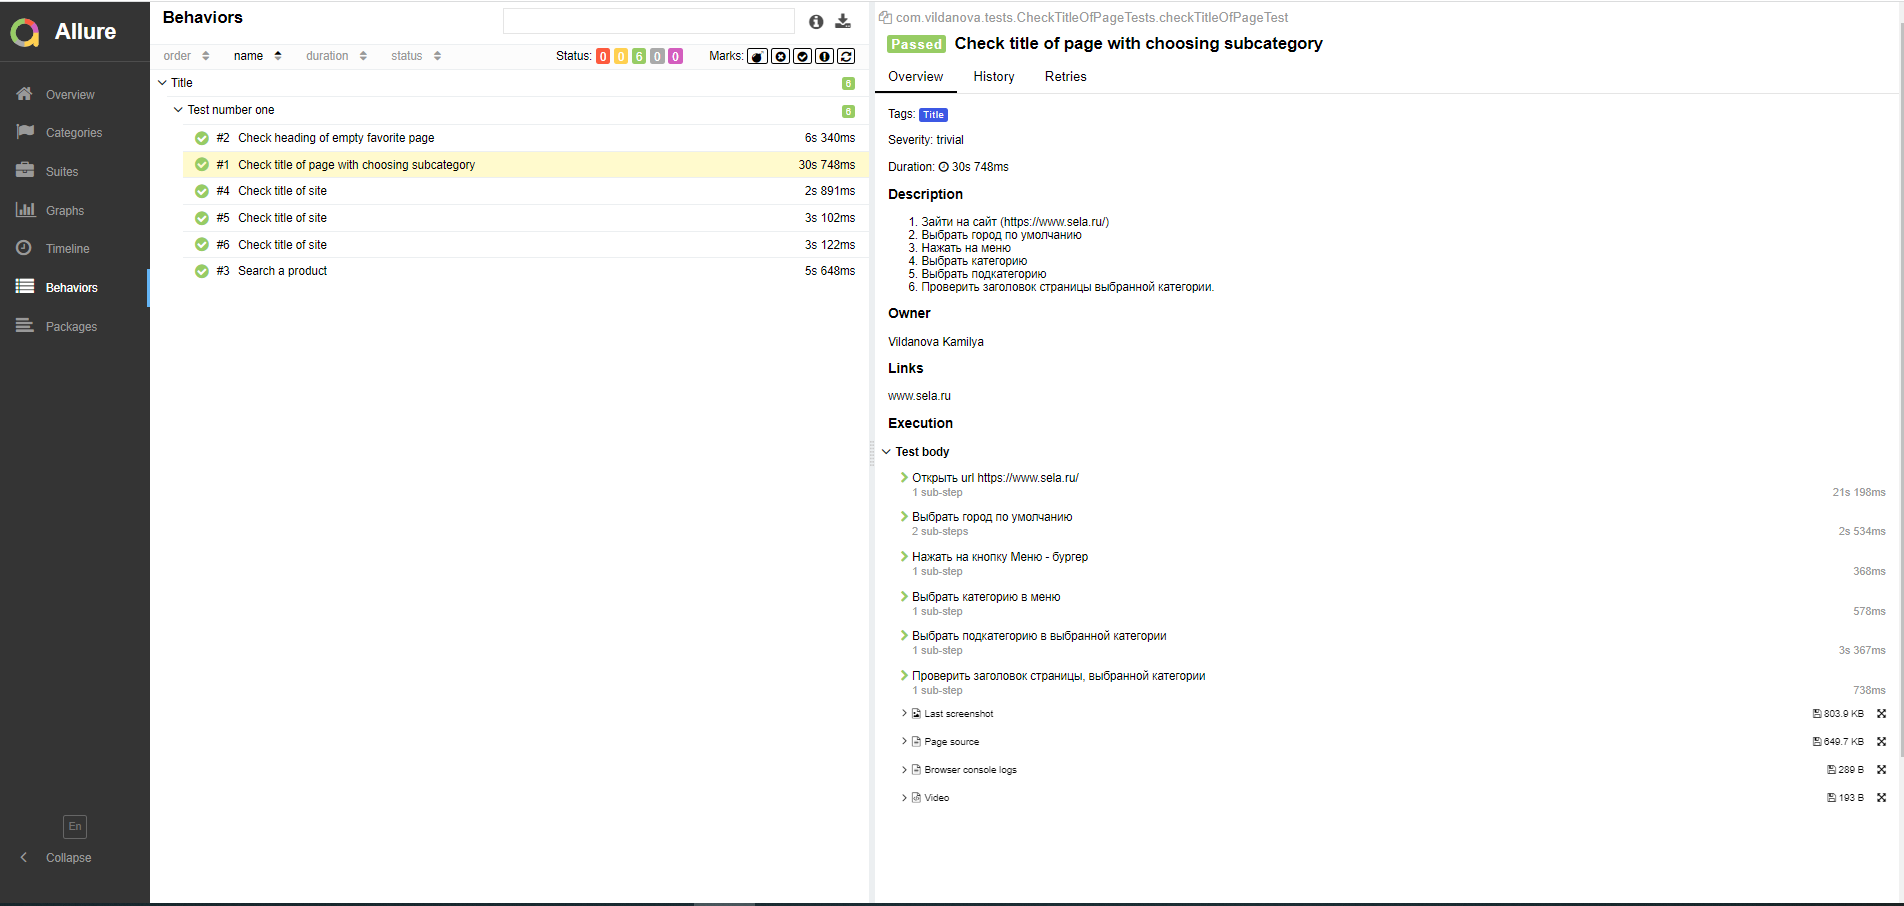 Allure
Overview
Categories
Suites
Graphs
Timeline
Behaviors
Packages
En
Collapse
Behaviors
order name duration status Status: 0 0 6 0 0 Marks:
Title 6
Test number one 6
#2 Check heading of empty favorite page 6s 340ms
#1 Check title of page with choosing subcategory 30s 748ms
#4 Check title of site 2s 891ms
#5 Check title of site 3s 102ms
#6 Check title of site 3s 122ms
#3 Search a product 5s 648ms
com.vildanova.tests.CheckTitleOfPageTests.checkTitleOfPageTest
Passed Check title of page with choosing subcategory
Overview History Retries
Tags: Title
Severity: trivial
Duration: 30s 748ms
Description
1. Зайти на сайт (https://www.sela.ru/)
2. Выбрать город по умолчанию
3. Нажать на меню
4. Выбрать категорию
5. Выбрать подкатегорию
6. Проверить заголовок страницы выбранной категории.
Owner
Vildanova Kamilya
Links
www.sela.ru
Execution
Test body
Открыть url https://www.sela.ru/
1 sub-step 21s 198ms
Выбрать город по умолчанию
2 sub-steps 2s 534ms
Нажать на кнопку Меню - бургер
1 sub-step 368ms
Выбрать категорию в меню
1 sub-step 578ms
Выбрать подкатегорию в выбранной категории
1 sub-step 3s 367ms
Проверить заголовок страницы, выбранной категории
1 sub-step 738ms
Last screenshot 803.9 KB
Page source 649.7 KB
Browser console logs 289 B
Video 193 B